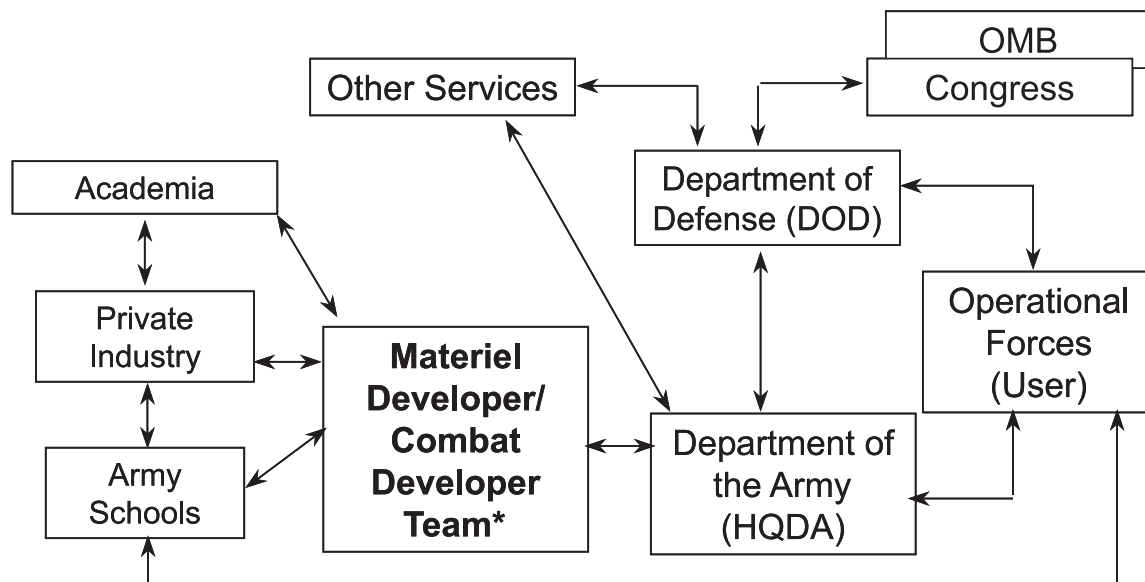 OMB
Congress
Other Services
Department of
Defense (DOD)
Academia
Private
Industry
Operational
Forces
(User)
Materiel
Developer/
Combat
Developer
Team*
Department of
the Army
(HQDA)
Army
Schools